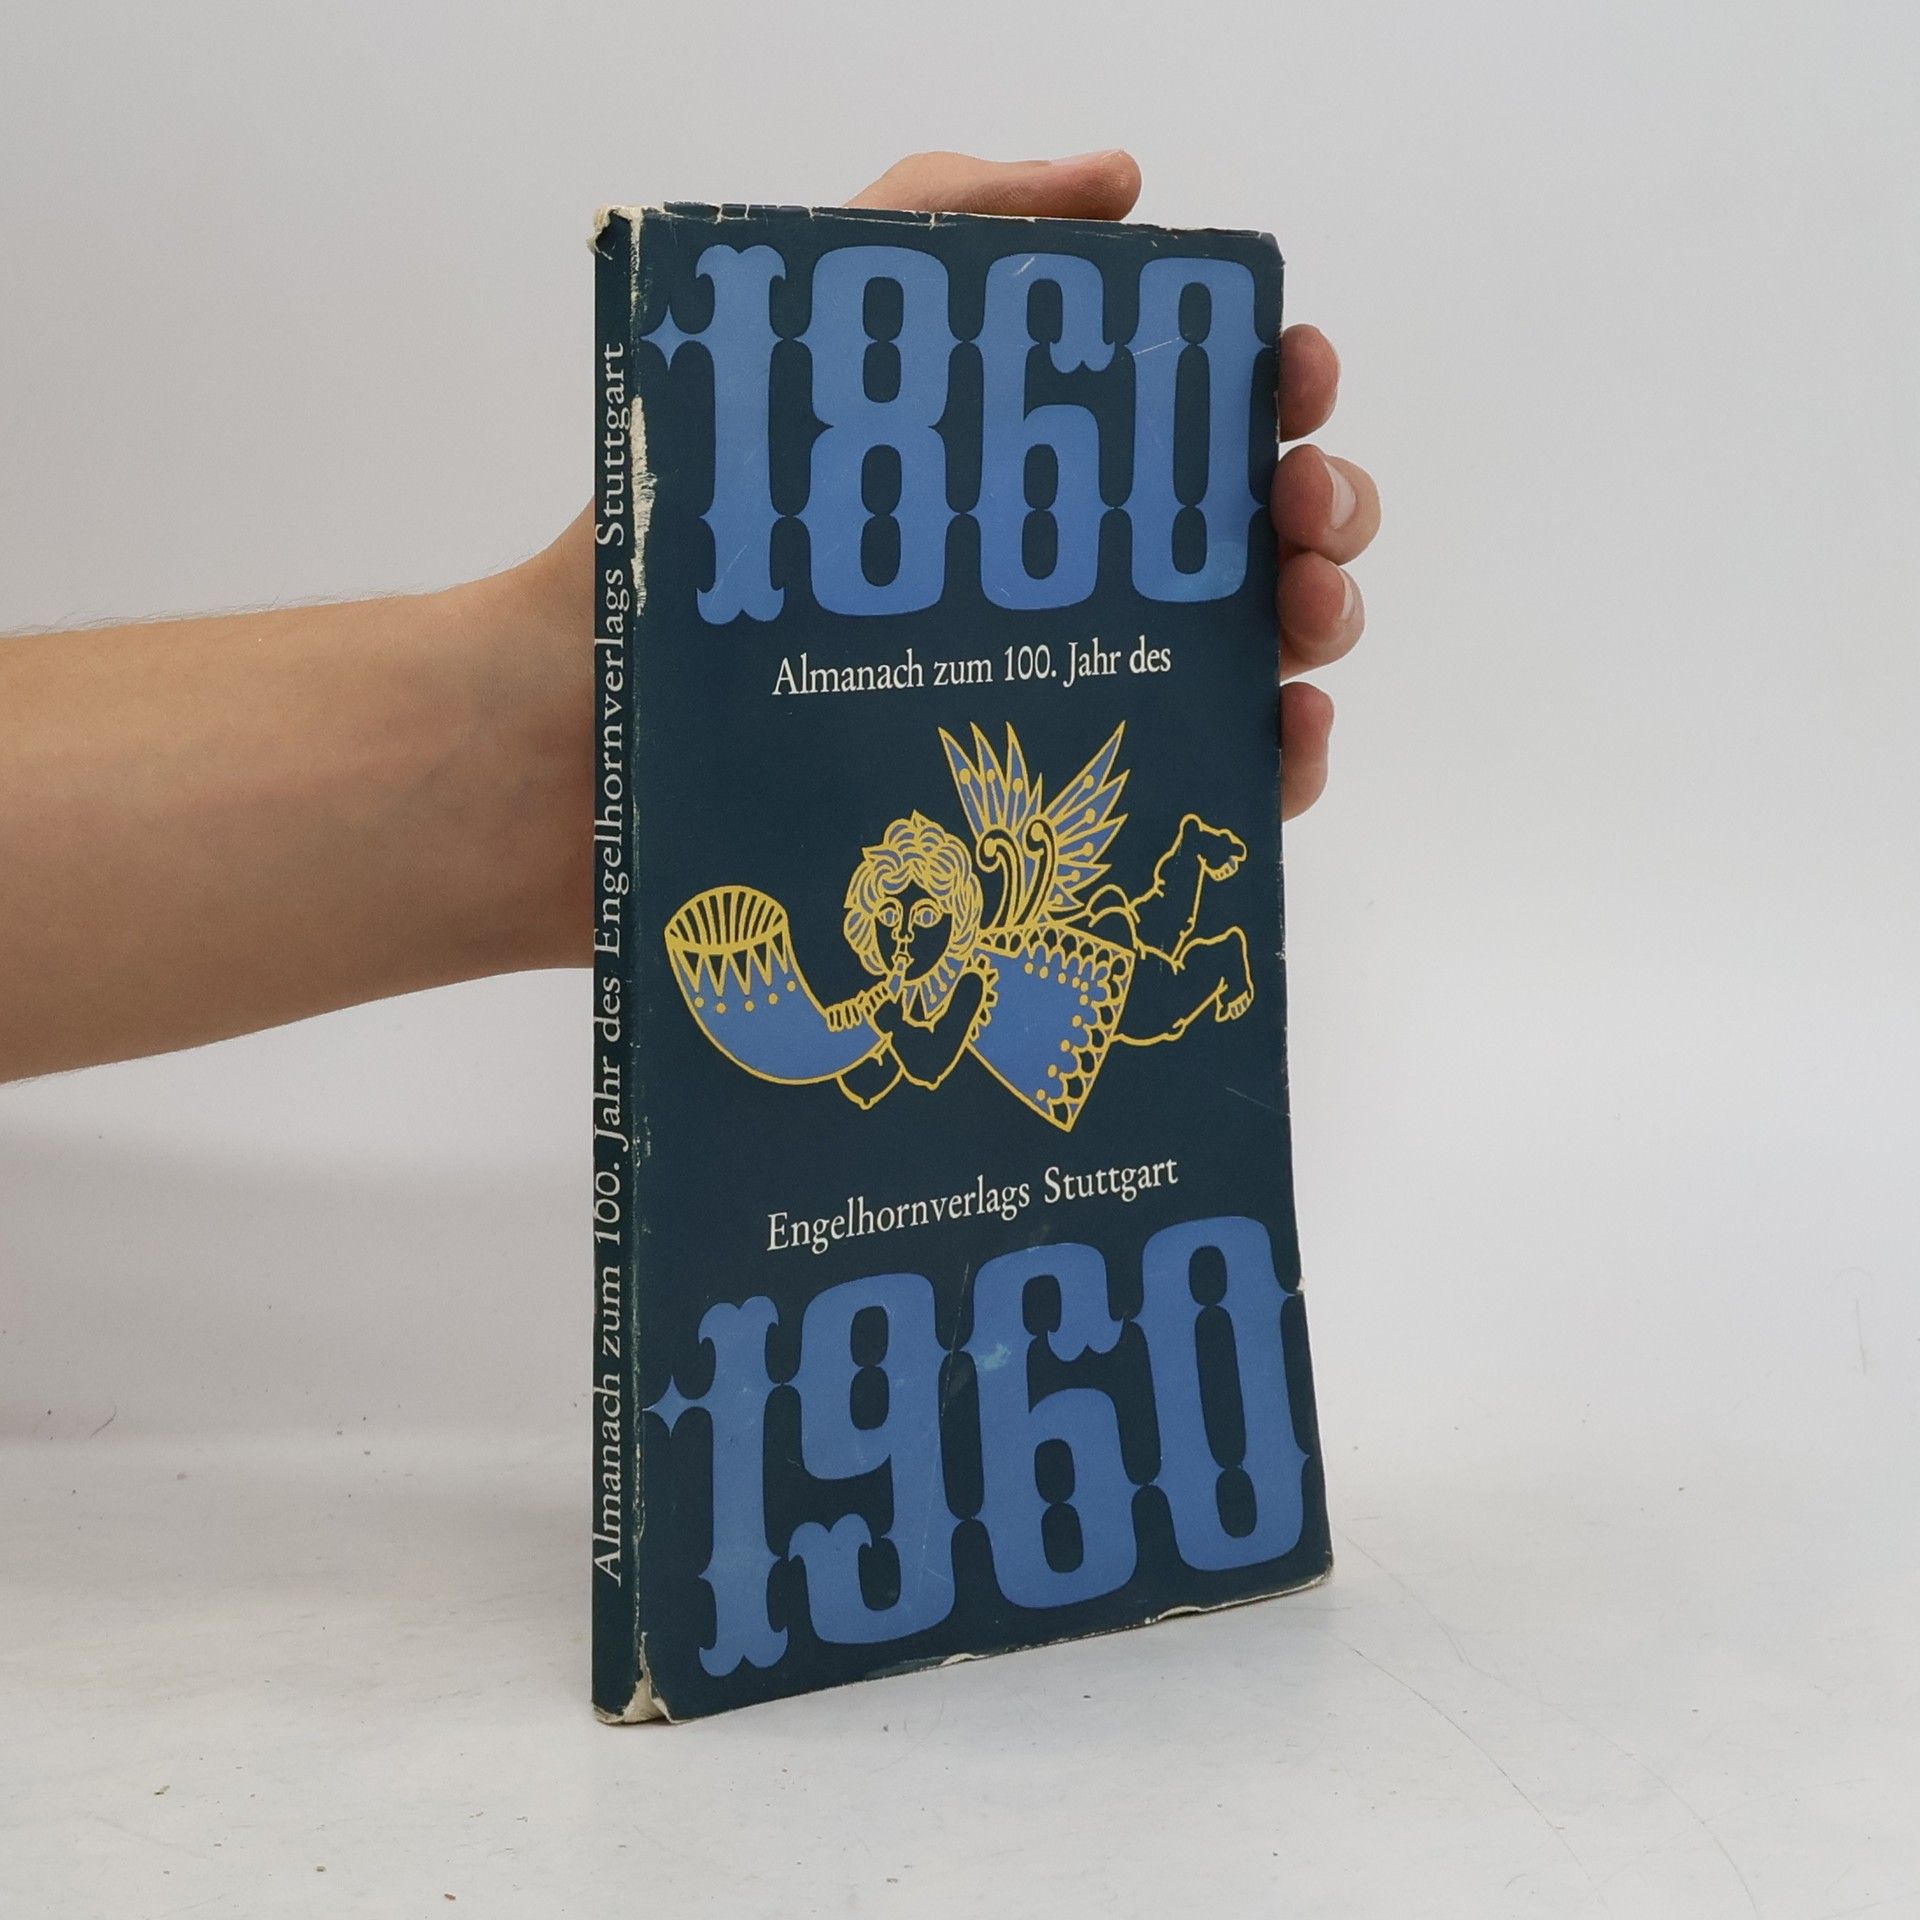 1860
Almanach zum 100. Jahr des
Engelhornverlags Stuttgart
1960
Almanach zum 100. Jahr des Engelhornverlags Stuttgart